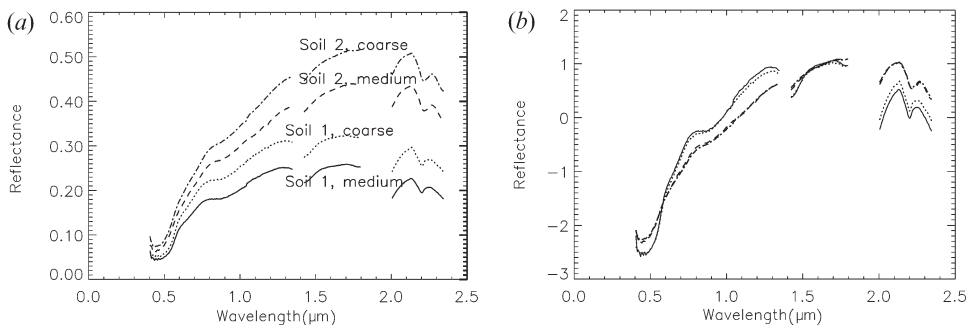 (a)
0.60
0.50
0.40
0.30
0.20
0.10
0.00
Reflectance
Soil 2, coarse
Soil 2, medium
Soil 1, coarse
Soil 1, medium
0.0 0.5 1.0 1.5 2.0 2.5
Wavelength(μm)
(b)
2
1
0
−1
−2
−3
Reflectance
0.0 0.5 1.0 1.5 2.0 2.5
Wavelength(μm)